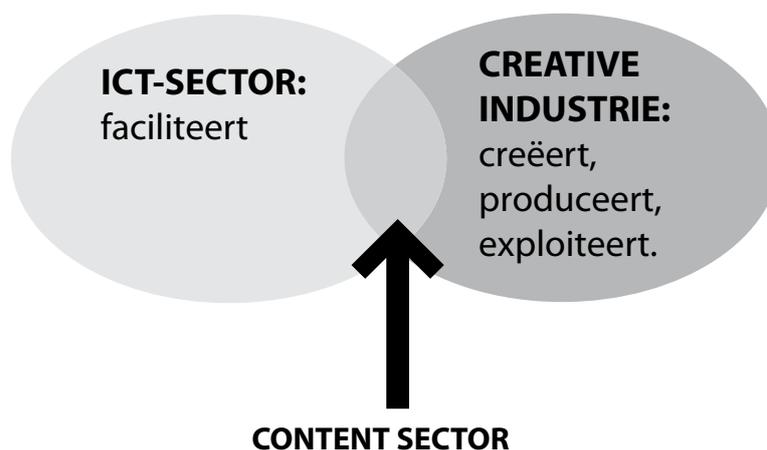 ICT-SECTOR:
faciliteert
CREATIVE
INDUSTRIE:
creëert,
produceert,
exploiteert.
CONTENT SECTOR